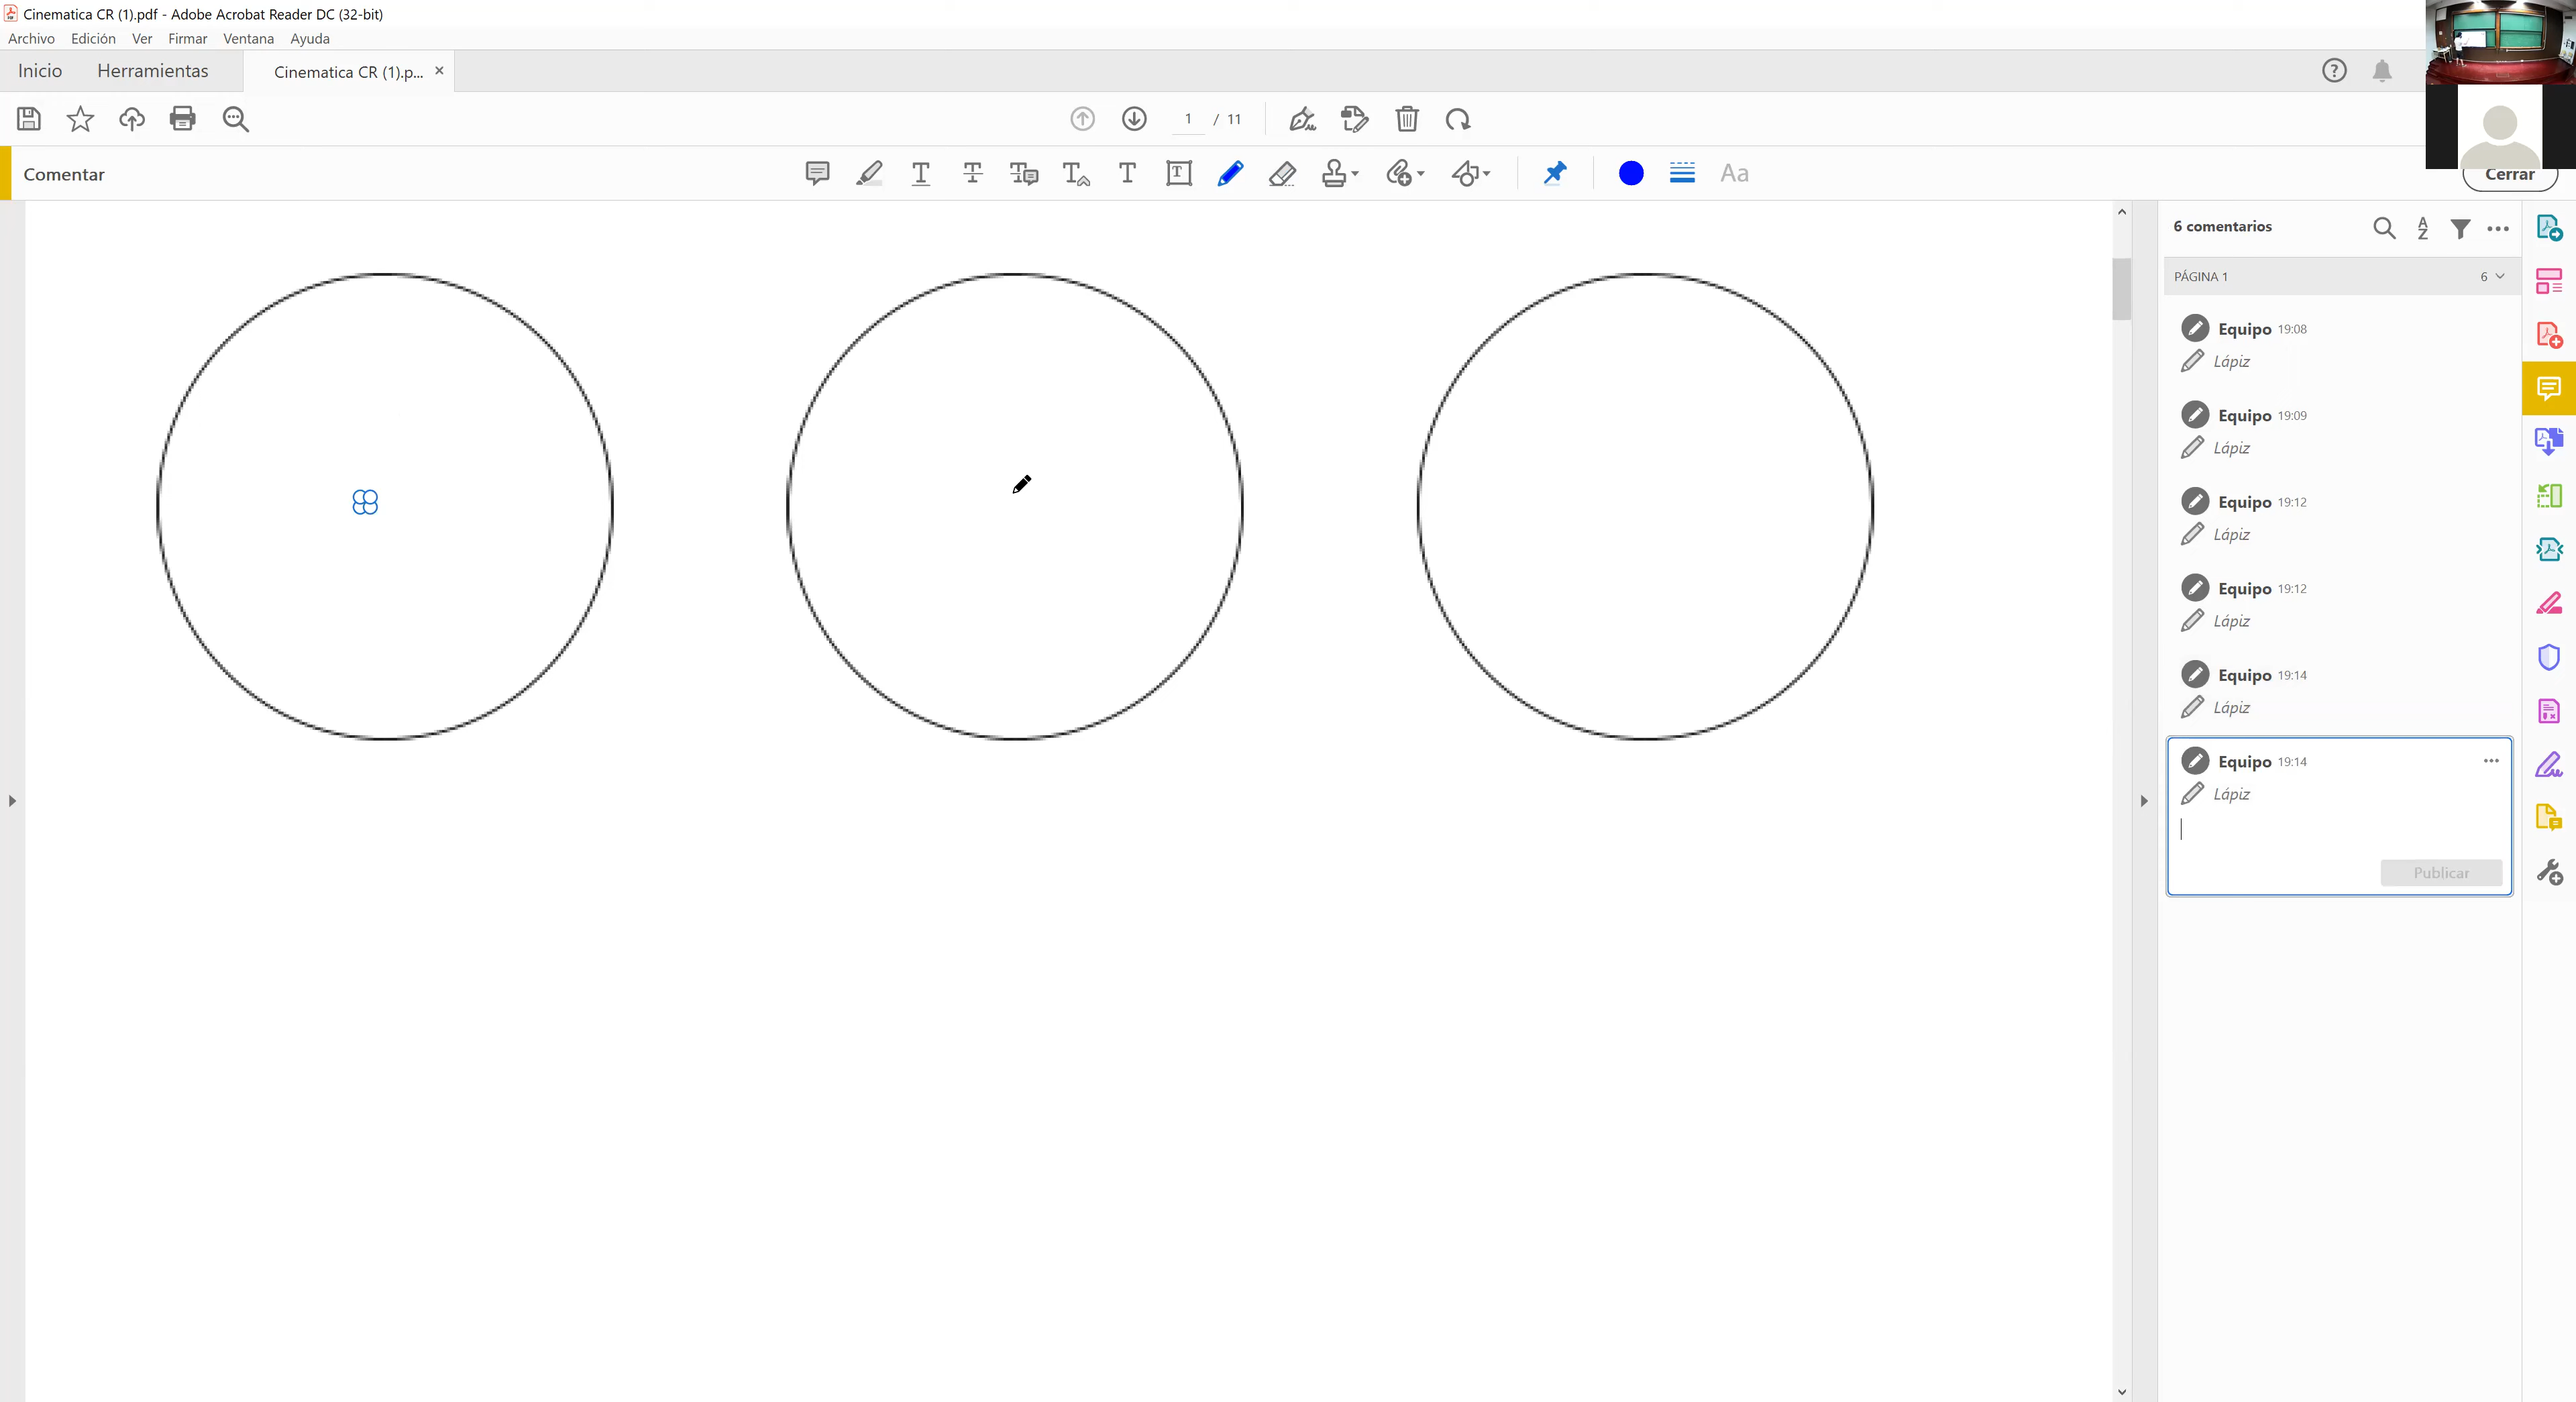 Cinematica CR (1).pdf - Adobe Acrobat Reader DC (32-bit)
Archivo Edición Ver Firmar Ventana Ayuda
Inicio Herramientas Cinematica CR (1).p... ×
1 / 11
Comentar
Aa
Cerrar
6 comentarios
PÁGINA 1 6
Equipo 19:08
Lápiz
Equipo 19:09
Lápiz
Equipo 19:12
Lápiz
Equipo 19:12
Lápiz
Equipo 19:14
Lápiz
Equipo 19:14
Lápiz
Publicar